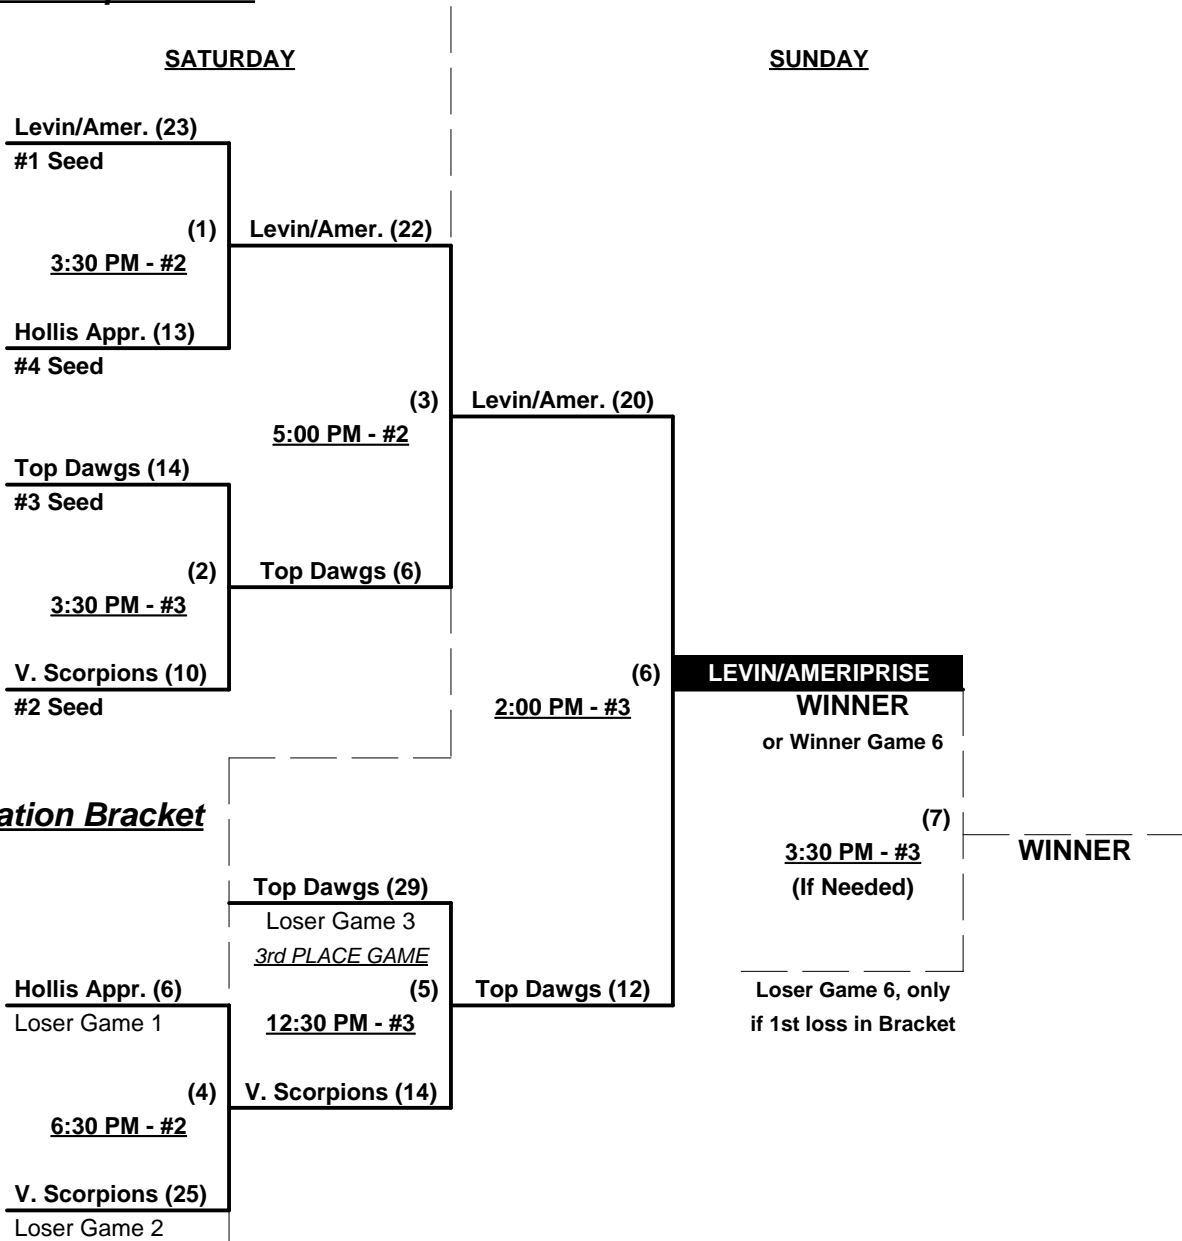 SATURDAY
SUNDAY
Levin/Amer. (23)
#1 Seed
(1)
Levin/Amer. (22)
3:30 PM - #2
Hollis Appr. (13)
#4 Seed
(3)
Levin/Amer. (20)
5:00 PM - #2
Top Dawgs (14)
#3 Seed
(2)
Top Dawgs (6)
3:30 PM - #3
V. Scorpions (10)
#2 Seed
(6)
LEVIN/AMERIPRISE
2:00 PM - #3
WINNER
or Winner Game 6
ation Bracket
(7)
3:30 PM - #3
WINNER
(If Needed)
Top Dawgs (29)
Loser Game 3
3rd PLACE GAME
Hollis Appr. (6)
(5)
Top Dawgs (12)
Loser Game 6, only
Loser Game 1
12:30 PM - #3
if 1st loss in Bracket
(4)
V. Scorpions (14)
6:30 PM - #2
V. Scorpions (25)
Loser Game 2